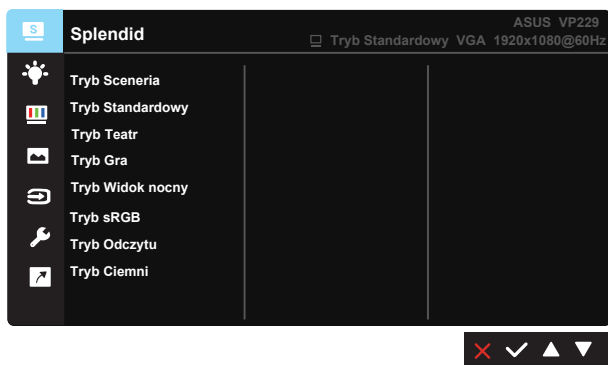 S
Splendid
ASUS VP229
Tryb Standardowy VGA 1920x1080@60Hz
Tryb Sceneria
Tryb Standardowy
Tryb Teatr
Tryb Gra
Tryb Widok nocny
Tryb sRGB
Tryb Odczytu
Tryb Ciemni